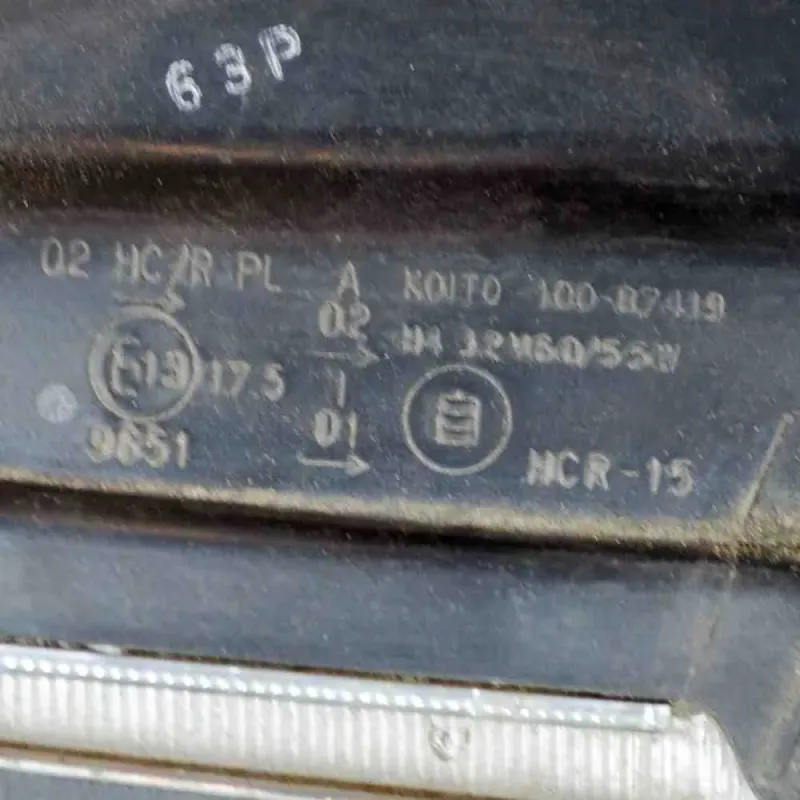 63P
02 HC/R PL A KOITO 100-87419
02 H4 12V60/55W
E13 17.5 1 自
9651 01 HCR-15